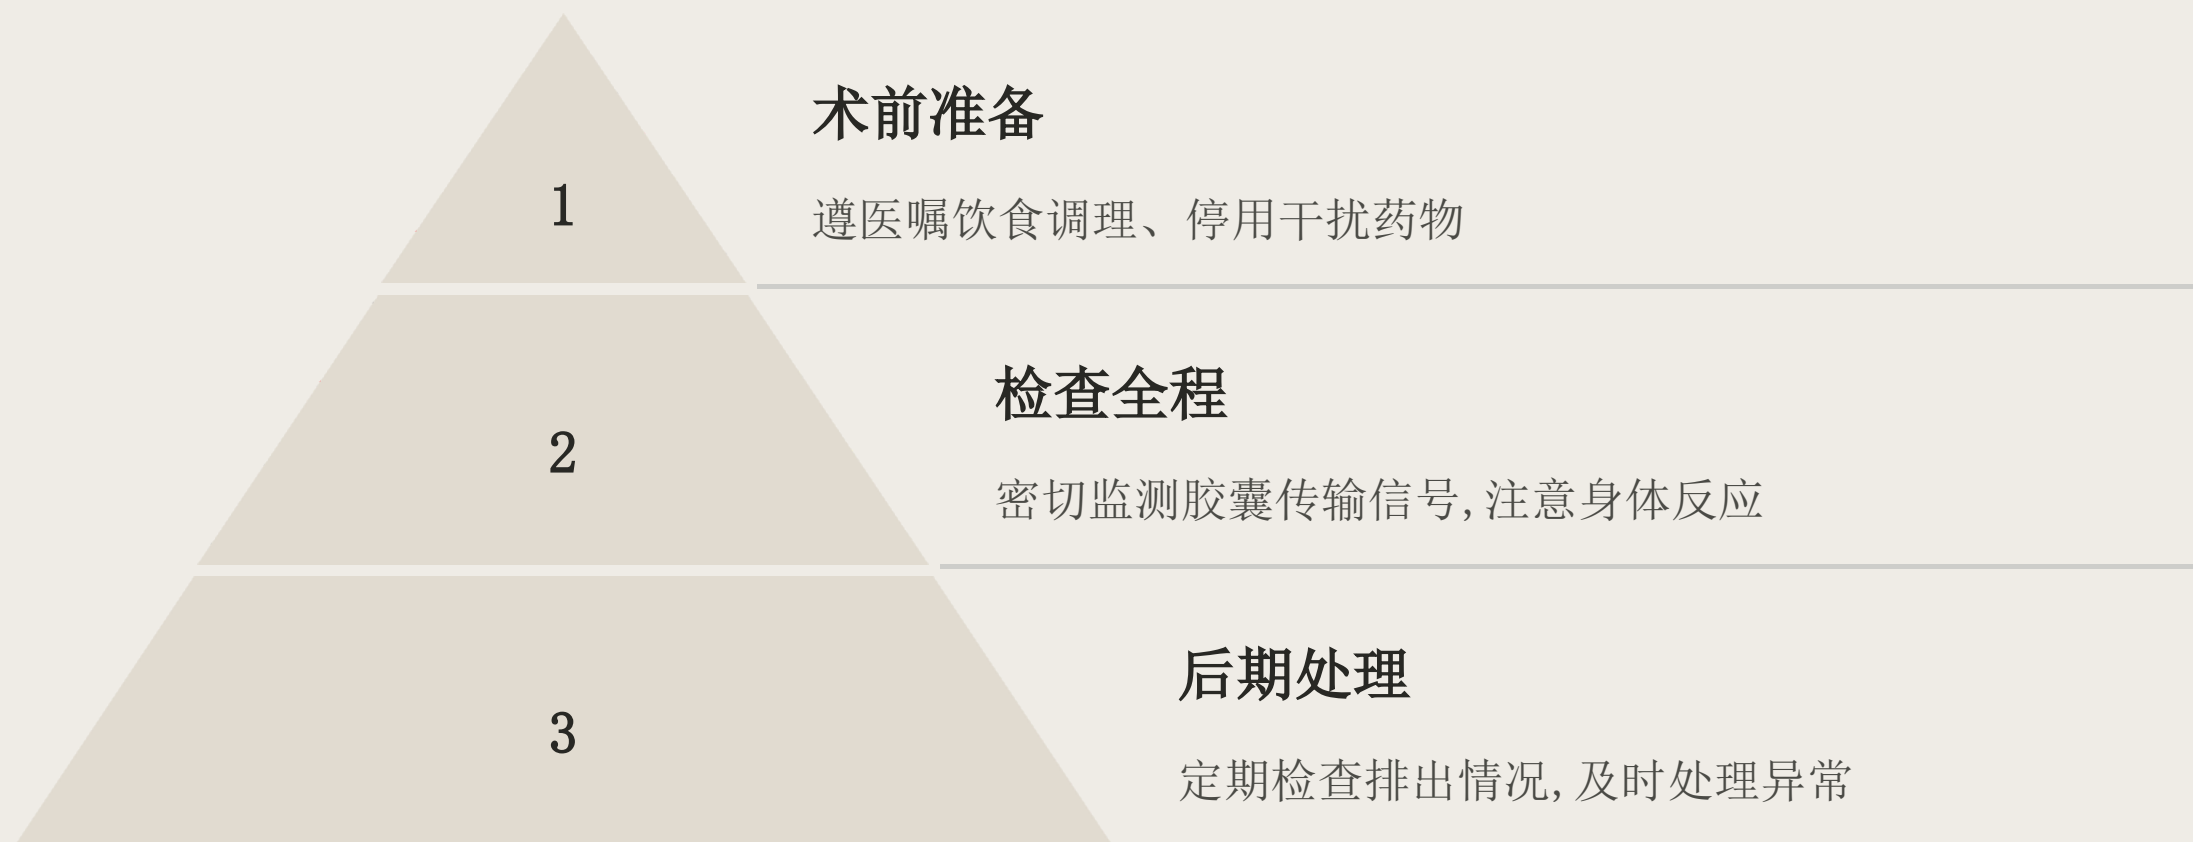 术前准备
1
遵医嘱饮食调理、停用干扰药物
检查全程
2
密切监测胶囊传输信号,注意身体反应
后期处理
3
定期检查排出情况,及时处理异常